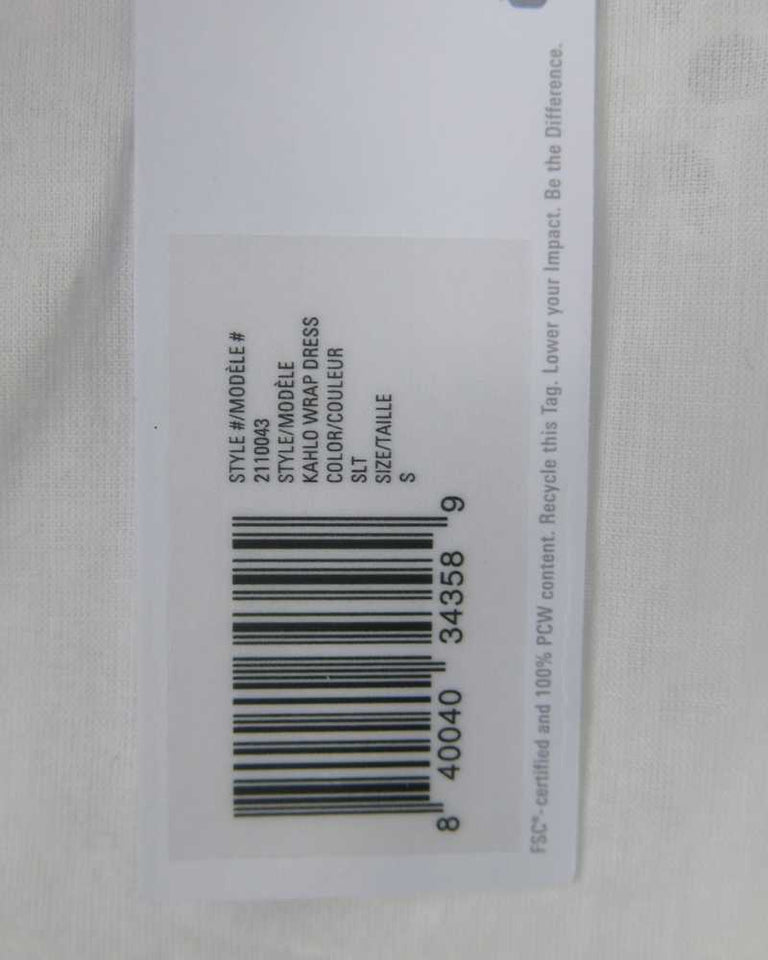 STYLE #/MODÈLE #
2110043
STYLE/MODÈLE
KAHLO WRAP DRESS
COLOR/COULEUR
SLT
SIZE/TAILLE
S
8 40040 34358 9
FSC®-certified and 100% PCW content. Recycle this Tag. Lower your Impact. Be the Difference.